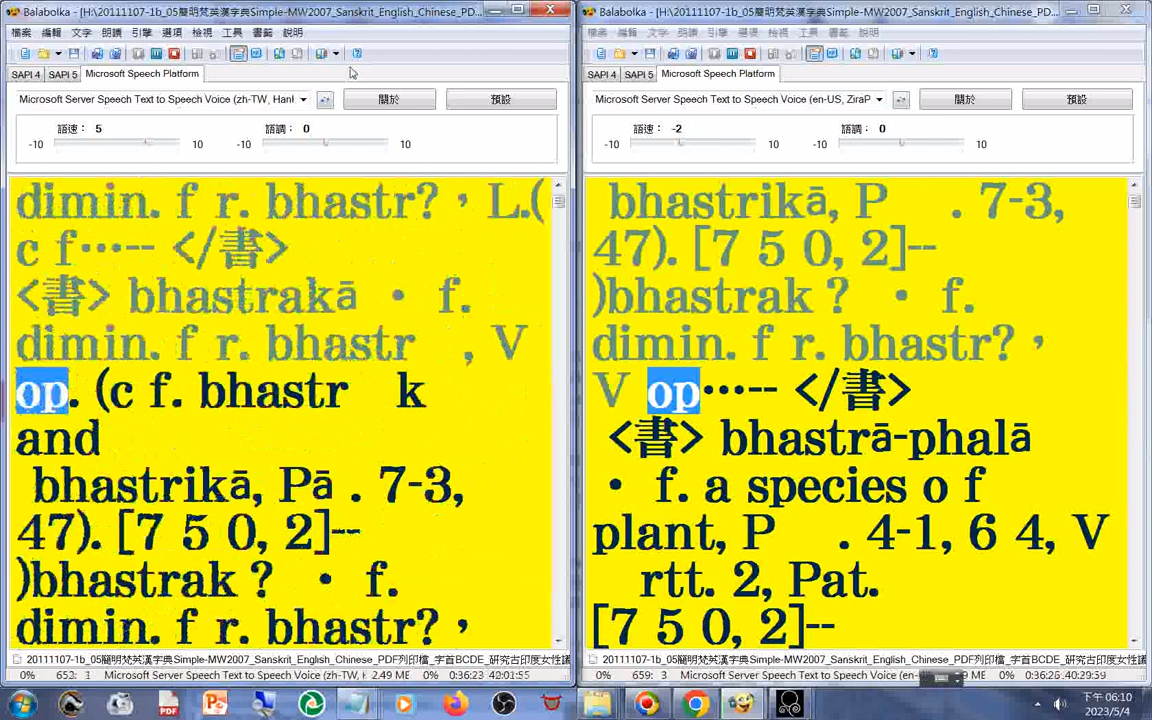 Balabolka - [H:\20111107-1b_05簡明梵英漢字典Simple-MW2007_Sanskrit_English_Chinese_PD...
檔案 編輯 文字 朗讀 引擎 選項 檢視 工具 書籤 說明
SAPI 4 SAPI 5 Microsoft Speech Platform
Microsoft Server Speech Text to Speech Voice (zh-TW, Hanl 關於 預設
語速： 5 語調： 0
-10 10 -10 10
dimin. f r. bhastr?，L.(
c f…-- </書>
<書> bhastrakā • f.
dimin. f r. bhastr , V
op. (c f. bhastr k
and
bhastrikā, Pā . 7-3,
47). [7 5 0, 2]--
)bhastrak ? • f.
dimin. f r. bhastr?，
20111107-1b_05簡明梵英漢字典Simple-MW2007_Sanskrit_English_Chinese_PDF列印檔_字首BCDE_研究古印度女性議
0% 652: 1 Microsoft Server Speech Text to Speech Voice (zh-TW, 2.49 ME 0% 0:36:23 42:01:55
Balabolka - [H:\20111107-1b_05簡明梵英漢字典Simple-MW2007_Sanskrit_English_Chinese_PD...
檔案 編輯 文字 朗讀 引擎 選項 檢視 工具 書籤 說明
SAPI 4 SAPI 5 Microsoft Speech Platform
Microsoft Server Speech Text to Speech Voice (en-US, ZiraP 關於 預設
語速： -2 語調： 0
-10 10 -10 10
bhastrikā, P . 7-3,
47). [7 5 0, 2]--
)bhastrak ? • f.
dimin. f r. bhastr?，
V op…-- </書>
<書> bhastrā-phalā
• f. a species o f
plant, P . 4-1, 6 4, V
rtt. 2, Pat.
[7 5 0, 2]--
20111107-1b_05簡明梵英漢字典Simple-MW2007_Sanskrit_English_Chinese_PDF列印檔_字首BCDE_研究古印度女性議
0% 659: 3 Microsoft Server Speech Text to Speech Voice (en- ME 0% 0:36:26 40:29:59
PDF
下午 06:10
2023/5/4